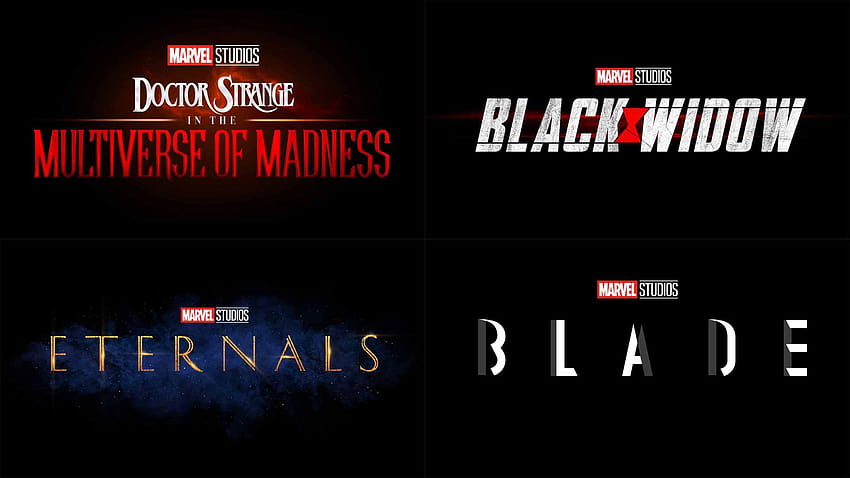 MARVEL STUDIOS
DOCTOR STRANGE
IN THE
MULTIVERSE OF MADNESS
MARVEL STUDIOS
BLACK WIDOW
MARVEL STUDIOS
ETERNALS
MARVEL STUDIOS
BLADE